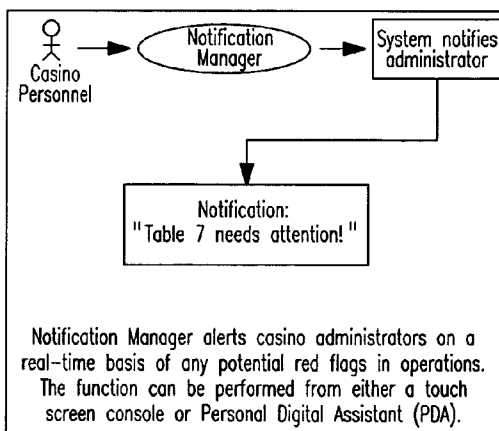 Casino
Personnel
Notification
Manager
System notifies
administrator
Notification:
"Table 7 needs attention!"
Notification Manager alerts casino administrators on a
real-time basis of any potential red flags in operations.
The function can be performed from either a touch
screen console or Personal Digital Assistant (PDA).